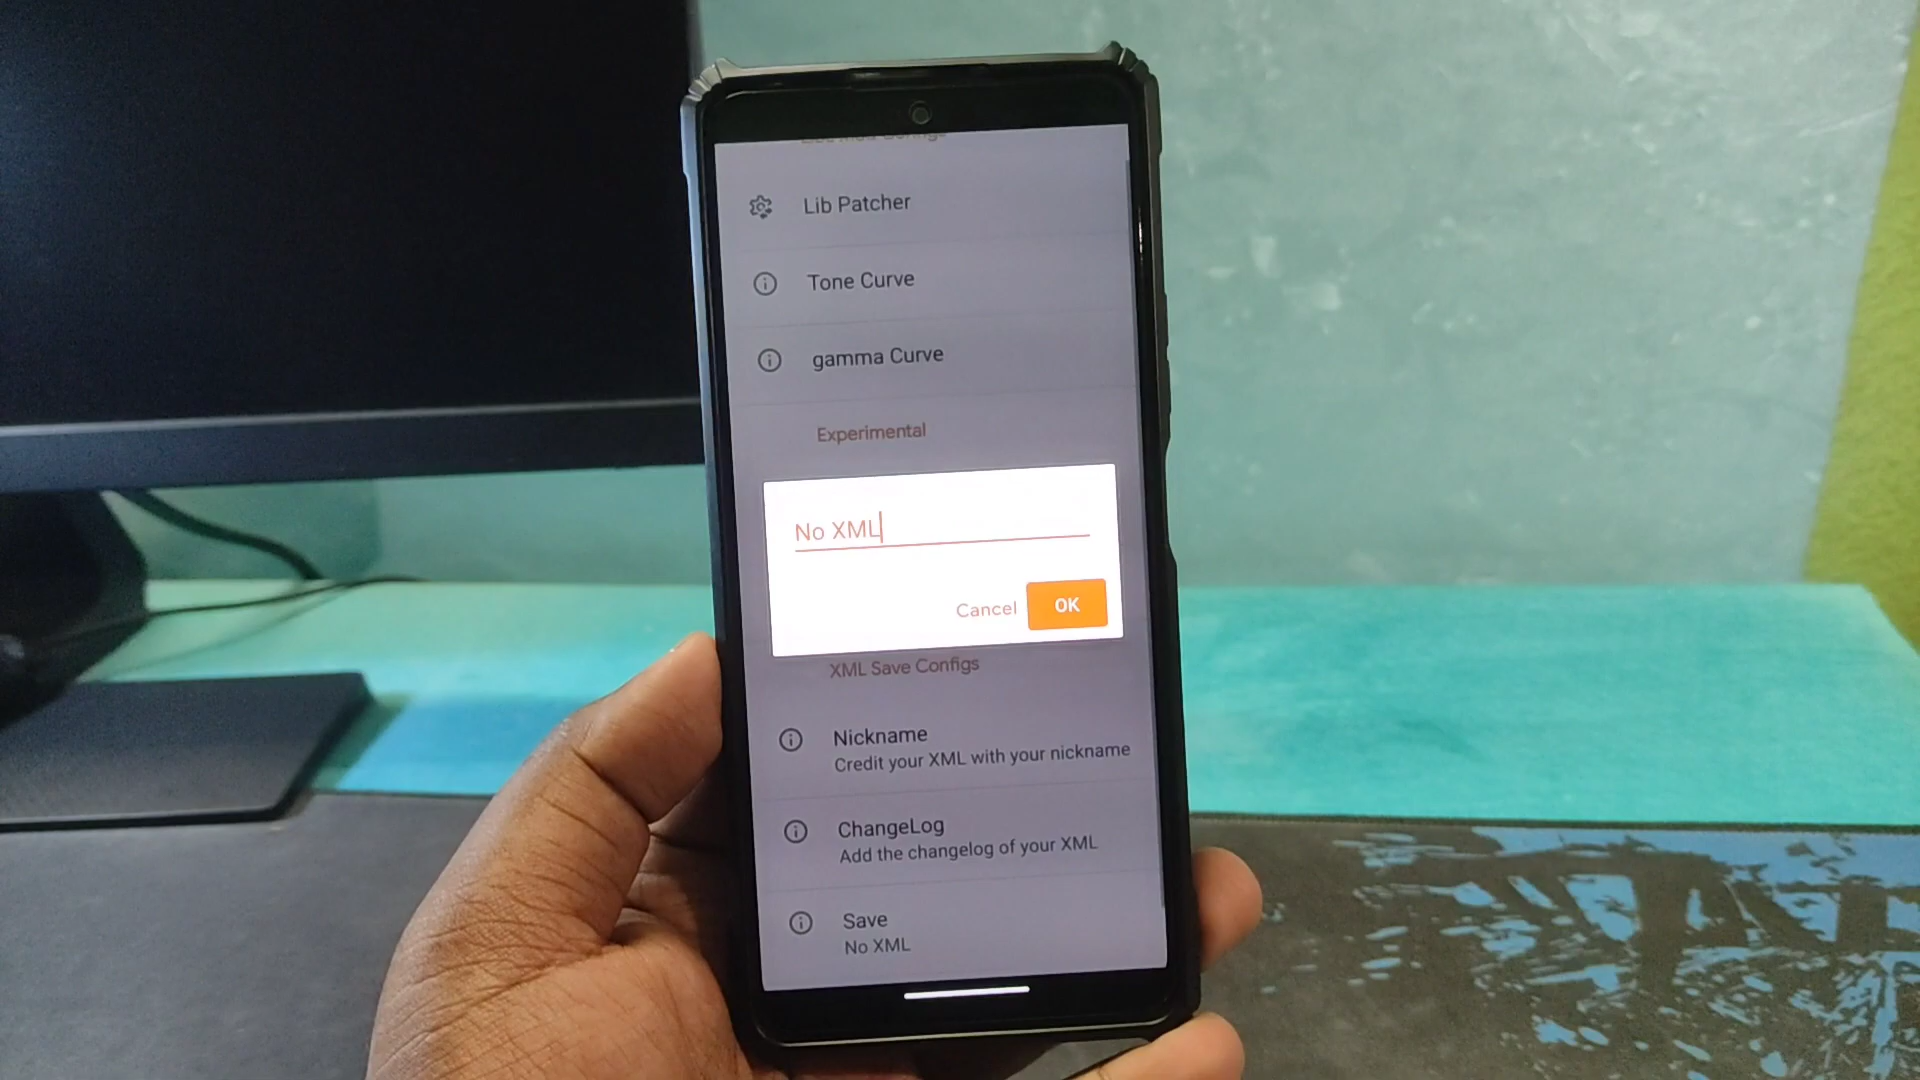 Lib Patcher
Tone Curve
gamma Curve
Experimental
No XML
Cancel
OK
XML Save Configs
Nickname
Credit your XML with your nickname
ChangeLog
Add the changelog of your XML
Save
No XML